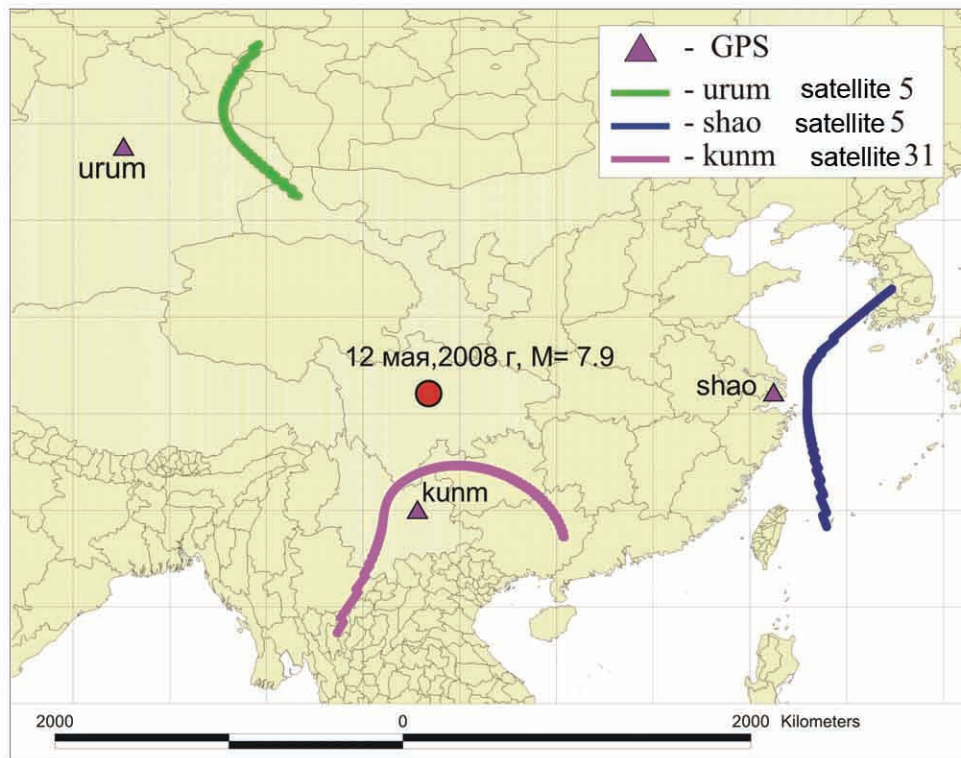 - GPS
- urum satellite 5
- shao satellite 5
- kunm satellite 31
urum
12 мая,2008 г, M= 7.9
shao
kunm
2000 0 2000 Kilometers